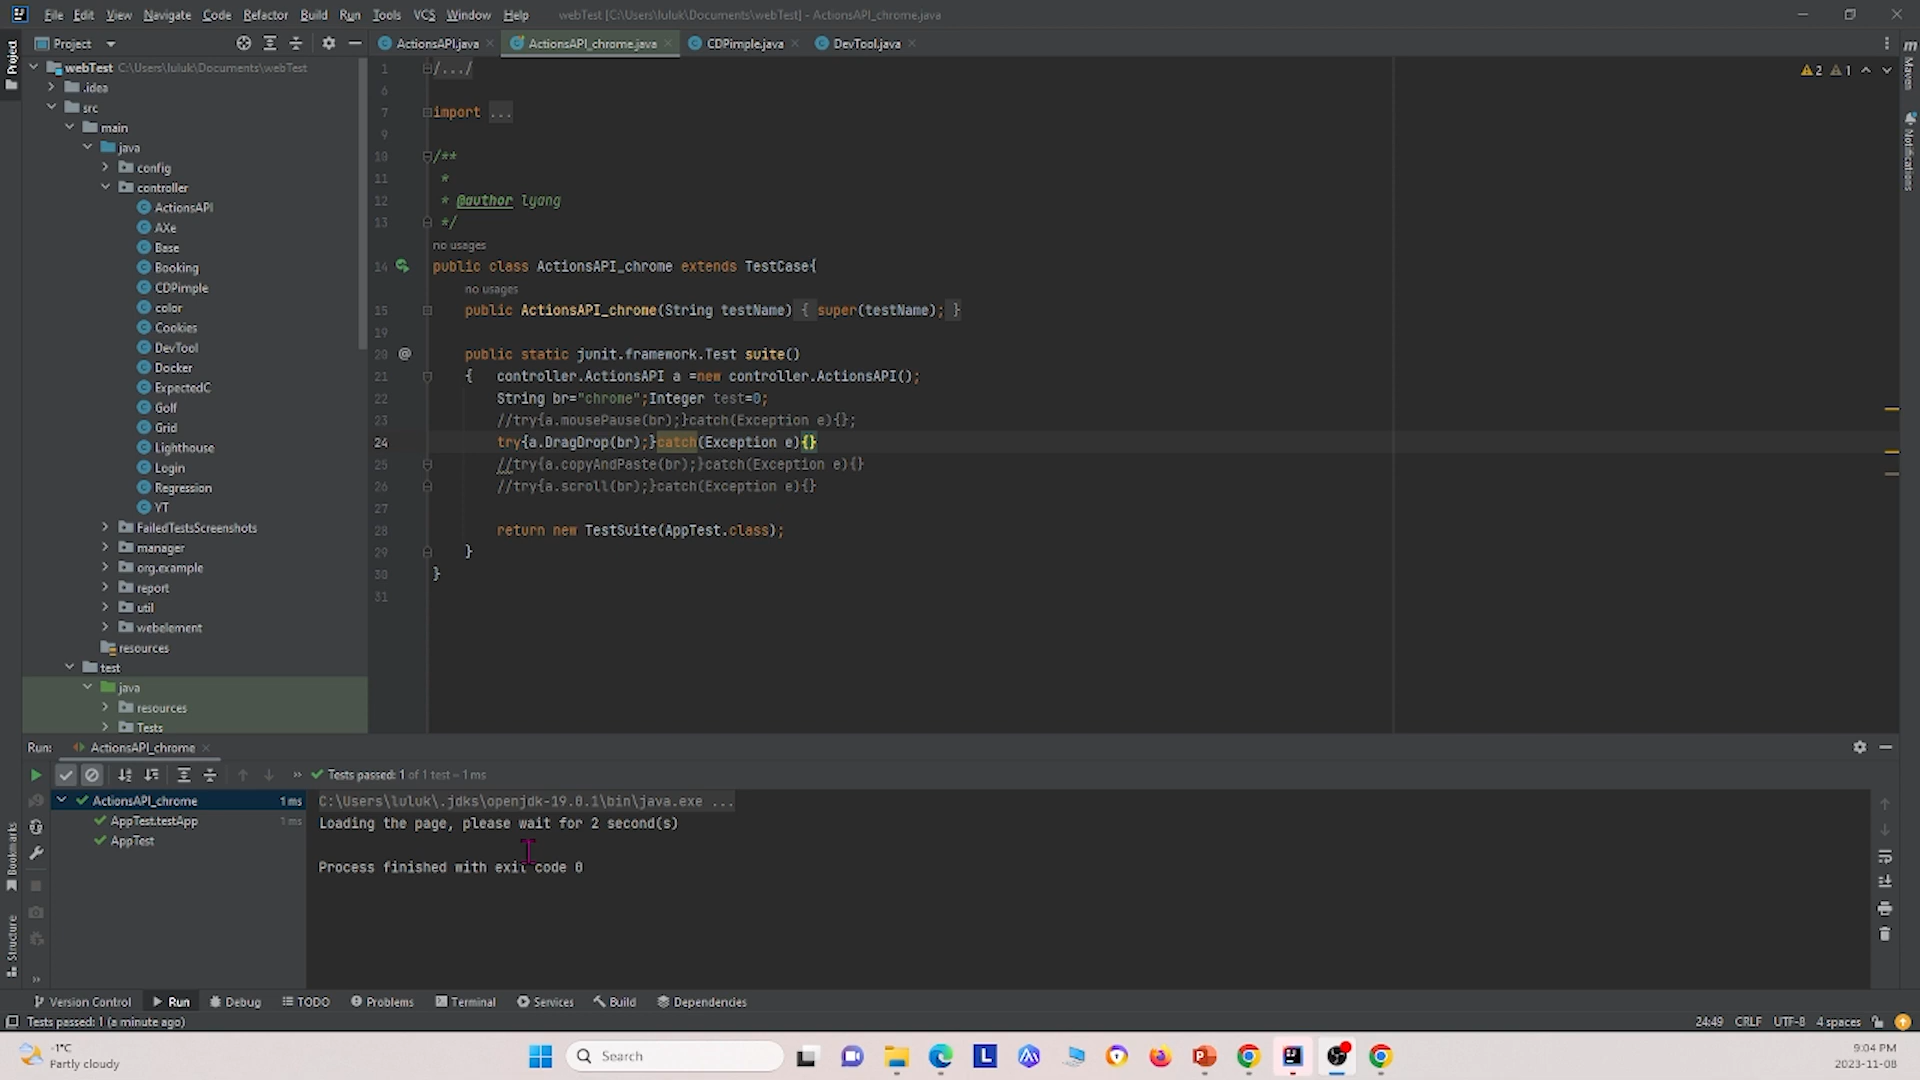 File Edit View Navigate Code Refactor Build Run Tools VCS Window Help webTest [C:\Users\luluk\Documents\webTest] - ActionsAPI_chrome.java
Project
ActionsAPI.java
ActionsAPI_chrome.java
CDPimple.java
DevTool.java
Project
Maven
Notifications
2 1
webTest C:\Users\luluk\Documents\webTest
.idea
src
main
java
config
controller
ActionsAPI
AXe
Base
Booking
CDPimple
color
Cookies
DevTool
Docker
ExpectedC
Golf
Grid
Lighthouse
Login
Regression
YT
FailedTestsScreenshots
manager
org.example
report
util
webelement
resources
test
java
resources
Tests
1 /.../
6
7 import ...
9
10 /**
11 *
12 * @author lyang
13 */
no usages
14 public class ActionsAPI_chrome extends TestCase{
no usages
15 public ActionsAPI_chrome(String testName) { super(testName); }
19
20 @ public static junit.framework.Test suite()
21 { controller.ActionsAPI a =new controller.ActionsAPI();
22 String br="chrome";Integer test=0;
23 //try{a.mousePause(br);}catch(Exception e){};
24 try{a.DragDrop(br);}catch(Exception e){}
25 //try{a.copyAndPaste(br);}catch(Exception e){}
26 //try{a.scroll(br);}catch(Exception e){}
27
28 return new TestSuite(AppTest.class);
29 }
30 }
31
Run: ActionsAPI_chrome
Tests passed: 1 of 1 test – 1 ms
ActionsAPI_chrome 1 ms
AppTest.testApp 1 ms
AppTest
C:\Users\luluk\.jdks\openjdk-19.0.1\bin\java.exe ...
Loading the page, please wait for 2 second(s)
Process finished with exit code 0
Bookmarks
Structure
Version Control Run Debug TODO Problems Terminal Services Build Dependencies
Tests passed: 1 (a minute ago)
24:49 CRLF UTF-8 4 spaces
-1°C
Partly cloudy
Search
L
9:04 PM
2023-11-08